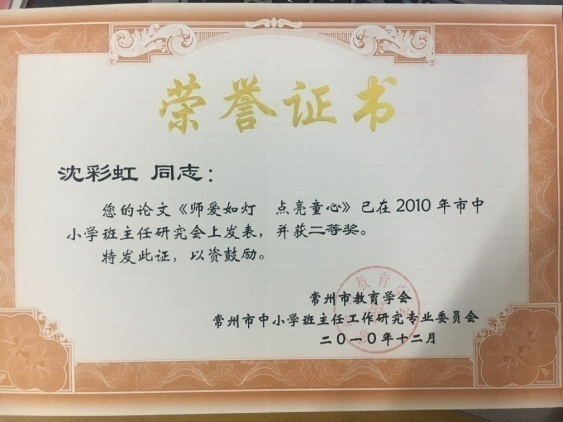 荣誉证书
沈彩虹 同志：
您的论文《师爱如灯 点亮童心》已在2010年市中
小学班主任研究会上发表，并获二等奖。
特发此证，以资鼓励。
常州市教育学会
常州市中小学班主任工作研究专业委员会
二〇一〇年十二月